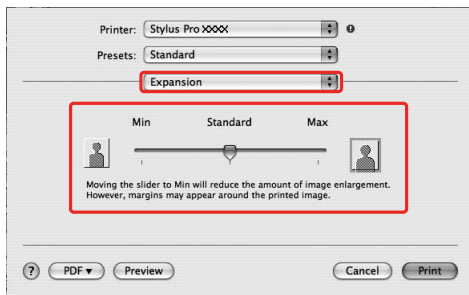 Printer: Stylus Pro XXXX
Presets: Standard
Expansion
Min Standard Max
Moving the slider to Min will reduce the amount of image enlargement.
However, margins may appear around the printed image.
? PDF ▼ Preview Cancel Print